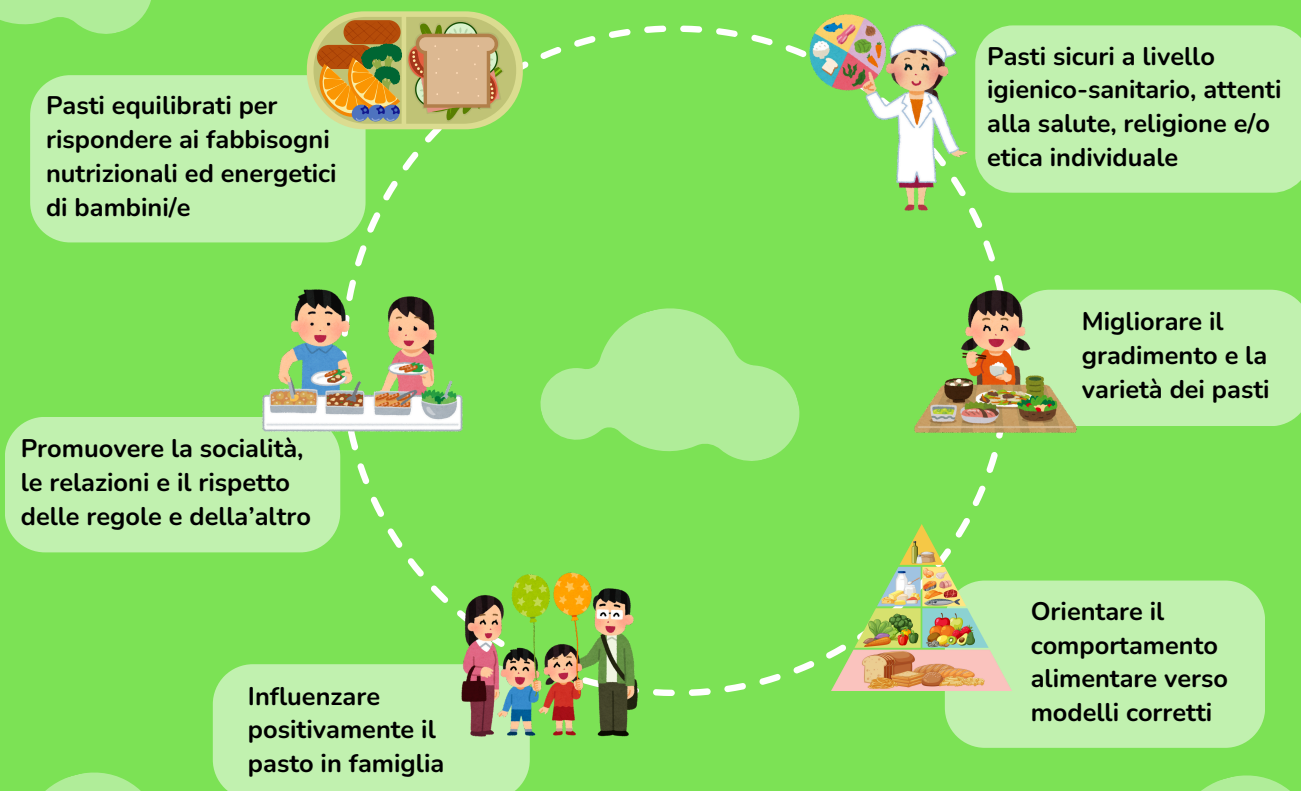 Pasti equilibrati per
rispondere ai fabbisogni
nutrizionali ed energetici
di bambini/e
Pasti sicuri a livello
igienico-sanitario, attenti
alla salute, religione e/o
etica individuale
Migliorare il
gradimento e la
varietà dei pasti
Promuovere la socialità,
le relazioni e il rispetto
delle regole e della’altro
Orientare il
comportamento
alimentare verso
modelli corretti
Influenzare
positivamente il
pasto in famiglia